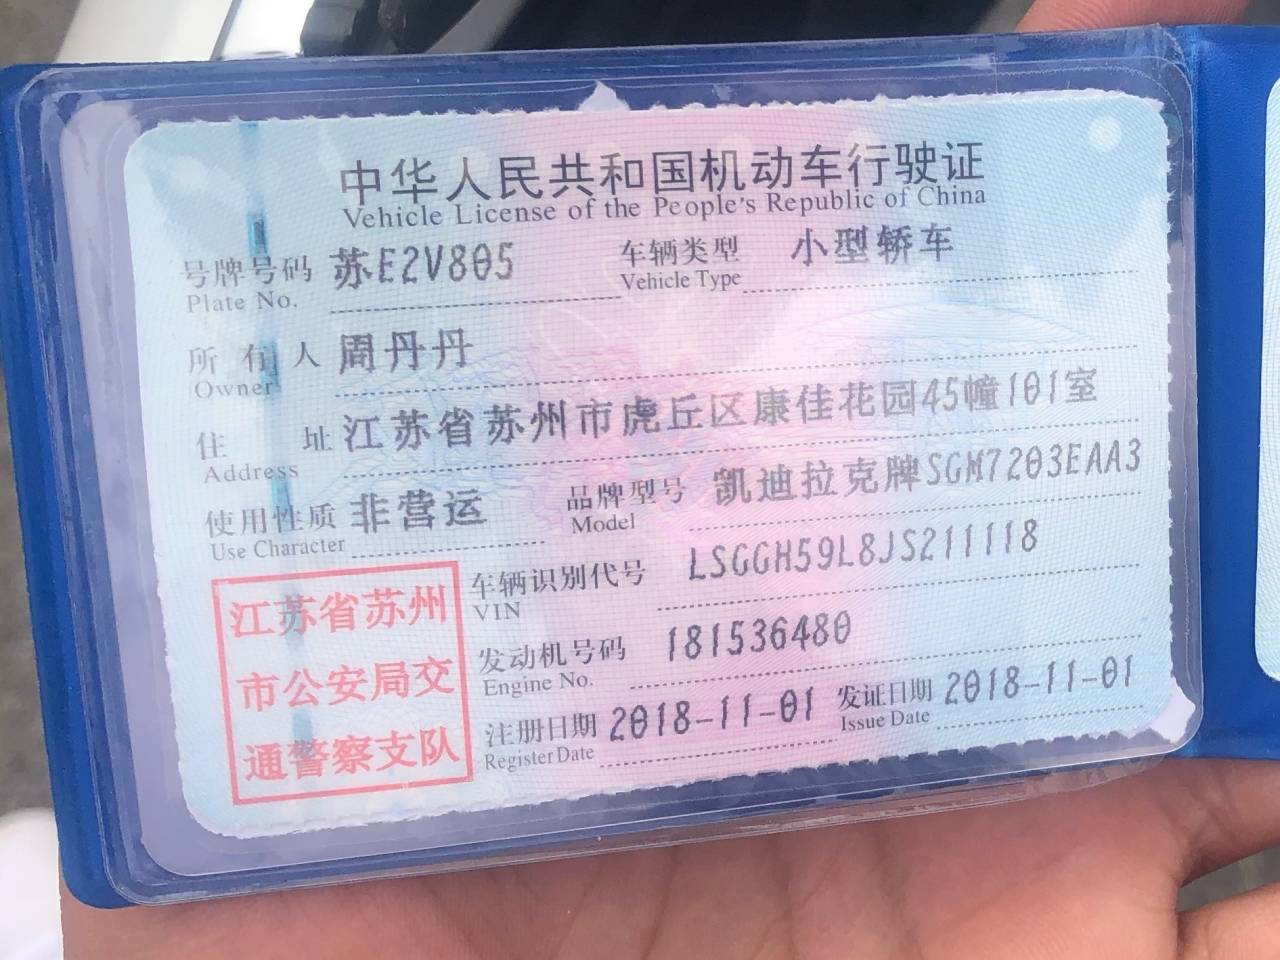 中华人民共和国机动车行驶证
Vehicle License of the People's Republic of China
号牌号码 苏E2V805 车辆类型 小型轿车
Plate No. Vehicle Type
所有人 周丹丹
Owner
住址 江苏省苏州市虎丘区康佳花园45幢101室
Address
使用性质 非营运 品牌型号 凯迪拉克牌SGM7203EAA3
Use Character Model
车辆识别代号 LSGGH59L8JS211118
VIN
发动机号码 181536480
Engine No.
注册日期 2018-11-01 发证日期 2018-11-01
Register Date Issue Date
江苏省苏州
市公安局交
通警察支队